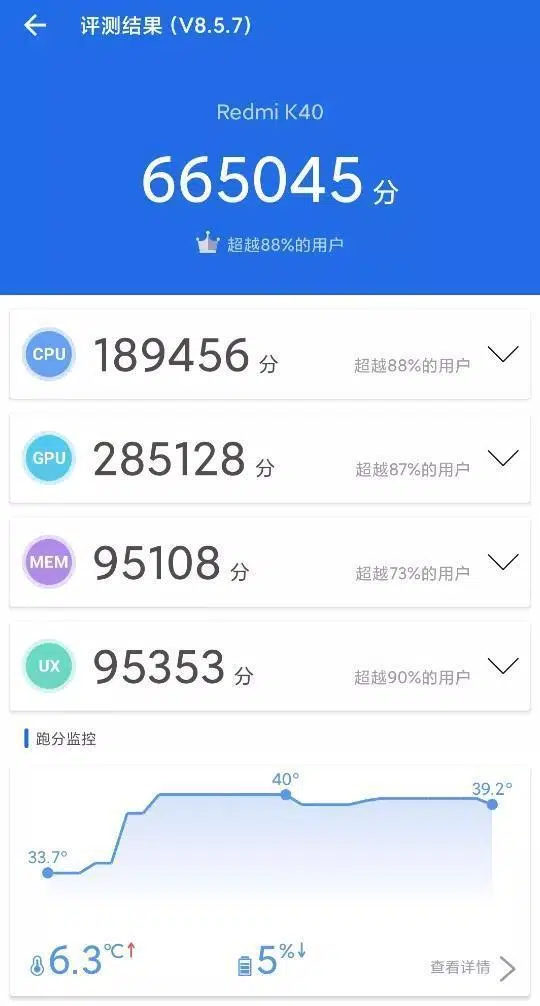 评测结果 (V8.5.7)
Redmi K40
665045 分
超越88%的用户
CPU 189456 分 超越88%的用户
GPU 285128 分 超越87%的用户
MEM 95108 分 超越73%的用户
UX 95353 分 超越90%的用户
跑分监控
40°
39.2°
33.7°
6.3℃↑ 5%↓ 查看详情